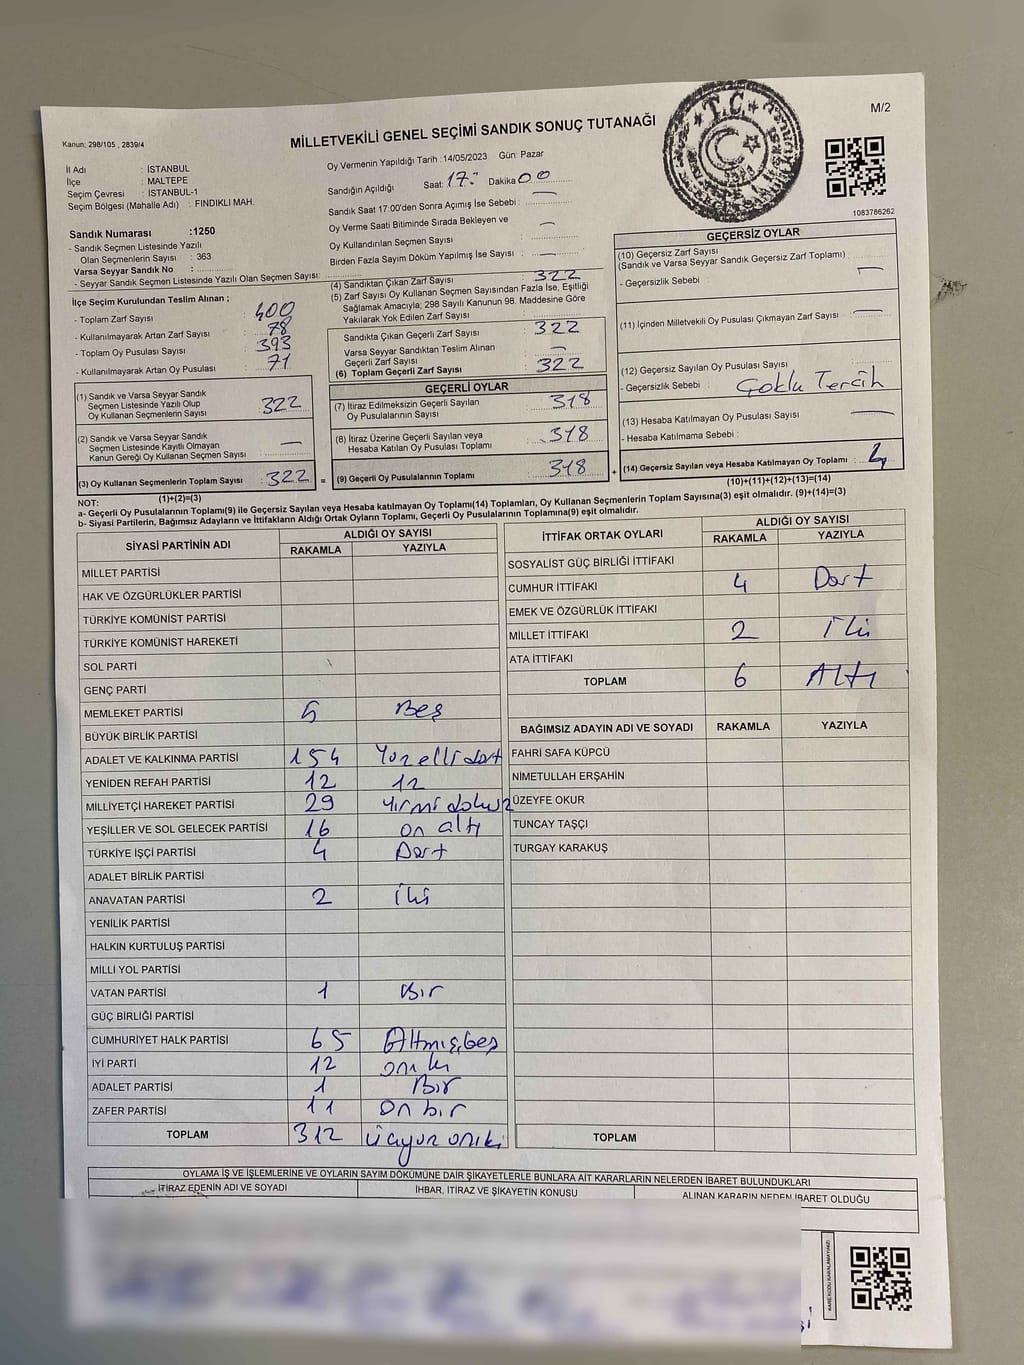 M/2
Kanun; 298/105 , 2839/4
MİLLETVEKİLİ GENEL SEÇİMİ SANDIK SONUÇ TUTANAĞI
T.C.
İl Adı : İSTANBUL
İlçe : MALTEPE
Seçim Çevresi : İSTANBUL-1
Seçim Bölgesi (Mahalle Adı) : FINDIKLI MAH.
Oy Vermenin Yapıldığı Tarih :14/05/2023 Gün: Pazar
Sandığın Açıldığı Saat: 17:- Dakika 00
Sandık Saat 17:00'den Sonra Açımış İse Sebebi : —
Oy Verme Saati Bitiminde Sırada Bekleyen ve
Oy Kullandırılan Seçmen Sayısı —
Birden Fazla Sayım Döküm Yapılmış İse Sayısı : —
1083786262
Sandık Numarası :1250
- Sandık Seçmen Listesinde Yazılı
Olan Seçmenlerin Sayısı : 363
Varsa Seyyar Sandık No :
- Seyyar Sandık Seçmen Listesinde Yazılı Olan Seçmen Sayısı:
İlçe Seçim Kurulundan Teslim Alınan ;
- Toplam Zarf Sayısı 400
- Kullanılmayarak Artan Zarf Sayısı 78
- Toplam Oy Pusulası Sayısı 393
- Kullanılmayarak Artan Oy Pusulası 71
(1) Sandık ve Varsa Seyyar Sandık
Seçmen Listesinde Yazılı Olup
Oy Kullanan Seçmenlerin Sayısı 322
(2) Sandık ve Varsa Seyyar Sandık
Seçmen Listesinde Kayıtlı Olmayan
Kanun Gereği Oy Kullanan Seçmen Sayısı —
(3) Oy Kullanan Seçmenlerin Toplam Sayısı : 322
(1)+(2)=(3)
(4) Sandıktan Çıkan Zarf Sayısı 322
(5) Zarf Sayısı Oy Kullanan Seçmen Sayısından Fazla İse, Eşitliği
Sağlamak Amacıyla; 298 Sayılı Kanunun 98. Maddesine Göre
Yakılarak Yok Edilen Zarf Sayısı :
Sandıkta Çıkan Geçerli Zarf Sayısı 322
Varsa Seyyar Sandıktan Teslim Alınan
Geçerli Zarf Sayısı —
(6) Toplam Geçerli Zarf Sayısı 322
GEÇERLİ OYLAR
(7) İtiraz Edilmeksizin Geçerli Sayılan
Oy Pusulalarının Sayısı 318
(8) İtiraz Üzerine Geçerli Sayılan veya
Hesaba Katılan Oy Pusulası Toplamı 318
= (9) Geçerli Oy Pusulalarının Toplamı 318 +
GEÇERSİZ OYLAR
(10) Geçersiz Zarf Sayısı
(Sandık ve Varsa Seyyar Sandık Geçersiz Zarf Toplamı) :
- Geçersizlik Sebebi : —
(11) İçinden Milletvekili Oy Pusulası Çıkmayan Zarf Sayısı : —
(12) Geçersiz Sayılan Oy Pusulası Sayısı
- Geçersizlik Sebebi : Çoklu Tercih
(13) Hesaba Katılmayan Oy Pusulası Sayısı —
- Hesaba Katılmama Sebebi :
(14) Geçersiz Sayılan veya Hesaba Katılmayan Oy Toplamı : 4
(10)+(11)+(12)+(13)=(14)
NOT:
a- Geçerli Oy Pusulalarının Toplamı(9) ile Geçersiz Sayılan veya Hesaba katılmayan Oy Toplamı(14) Toplamları, Oy Kullanan Seçmenlerin Toplam Sayısına(3) eşit olmalıdır. (9)+(14)=(3)
b- Siyasi Partilerin, Bağımsız Adayların ve İttifakların Aldığı Ortak Oyların Toplamı, Geçerli Oy Pusulalarının Toplamına(9) eşit olmalıdır.
SİYASİ PARTİNİN ADI ALDIĞI OY SAYISI
RAKAMLA YAZIYLA
MİLLET PARTİSİ
HAK VE ÖZGÜRLÜKLER PARTİSİ
TÜRKİYE KOMÜNİST PARTİSİ
TÜRKİYE KOMÜNİST HAREKETİ
SOL PARTİ
GENÇ PARTİ
MEMLEKET PARTİSİ 5 Beş
BÜYÜK BİRLİK PARTİSİ
ADALET VE KALKINMA PARTİSİ 154 Yüzellidört
YENİDEN REFAH PARTİSİ 12 12
MİLLİYETÇİ HAREKET PARTİSİ 29 Yirmi dokuz
YEŞİLLER VE SOL GELECEK PARTİSİ 16 on altı
TÜRKİYE İŞÇİ PARTİSİ 4 Dört
ADALET BİRLİK PARTİSİ
ANAVATAN PARTİSİ 2 iki
YENİLİK PARTİSİ
HALKIN KURTULUŞ PARTİSİ
MİLLİ YOL PARTİSİ
VATAN PARTİSİ 1 Bir
GÜÇ BİRLİĞİ PARTİSİ
CUMHURİYET HALK PARTİSİ 65 Altmışbeş
İYİ PARTİ 12 oniki
ADALET PARTİSİ 1 Bir
ZAFER PARTİSİ 11 On bir
TOPLAM 312 üçyüz oniki
İTTİFAK ORTAK OYLARI ALDIĞI OY SAYISI
RAKAMLA YAZIYLA
SOSYALİST GÜÇ BİRLİĞİ İTTİFAKI
CUMHUR İTTİFAKI 4 Dört
EMEK VE ÖZGÜRLÜK İTTİFAKI
MİLLET İTTİFAKI 2 iki
ATA İTTİFAKI
TOPLAM 6 Altı
BAĞIMSIZ ADAYIN ADI VE SOYADI RAKAMLA YAZIYLA
FAHRİ SAFA KÜPCÜ
NİMETULLAH ERŞAHİN
ÜZEYFE OKUR
TUNCAY TAŞÇI
TURGAY KARAKUŞ
TOPLAM
OYLAMA İŞ VE İŞLEMLERİNE VE OYLARIN SAYIM DÖKÜMÜNE DAİR ŞİKAYETLERLE BUNLARA AİT KARARLARIN NELERDEN İBARET BULUNDUKLARI
İTİRAZ EDENİN ADI VE SOYADI İHBAR, İTİRAZ VE ŞİKAYETİN KONUSU ALINAN KARARIN NEDEN İBARET OLDUĞU